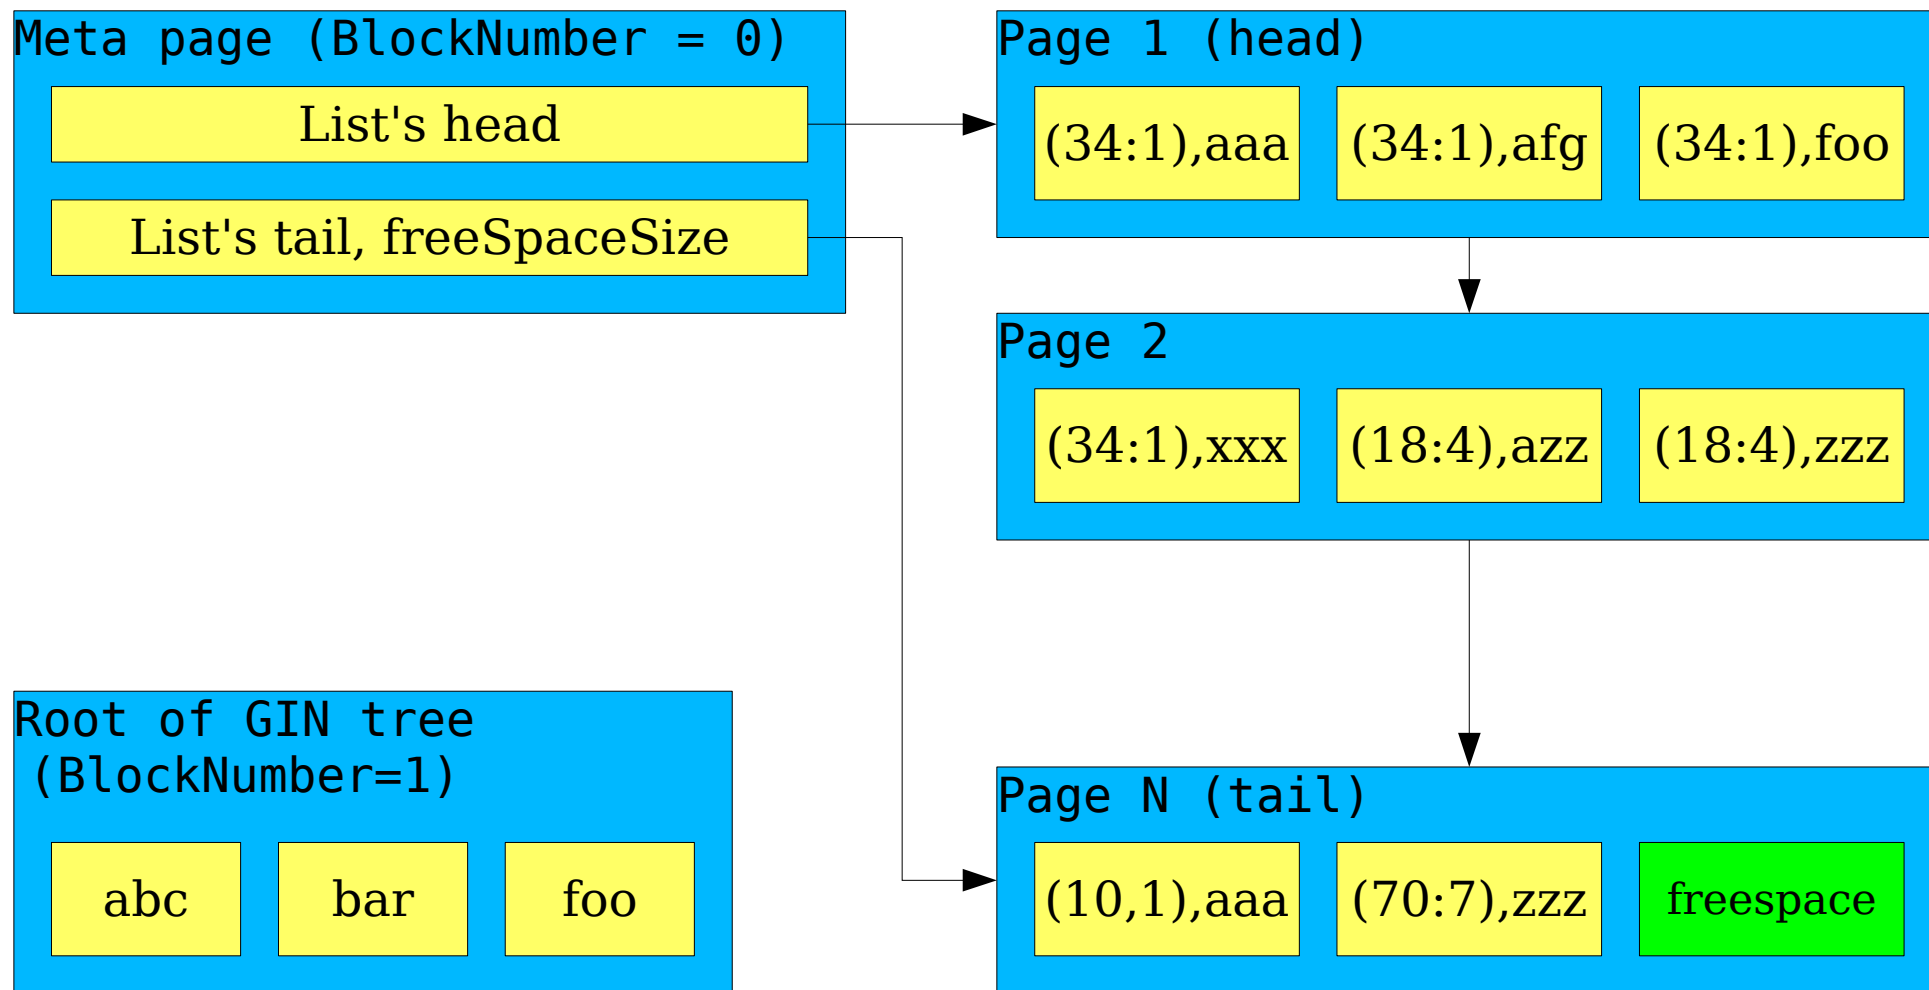 Meta page (BlockNumber = 0)
List's head
List's tail, freeSpaceSize
Page 1 (head)
(34:1),aaa
(34:1),afg
(34:1),foo
Page 2
(34:1),xxx
(18:4),azz
(18:4),zzz
Root of GIN tree
(BlockNumber=1)
abc
bar
foo
Page N (tail)
(10,1),aaa
(70:7),zzz
freespace